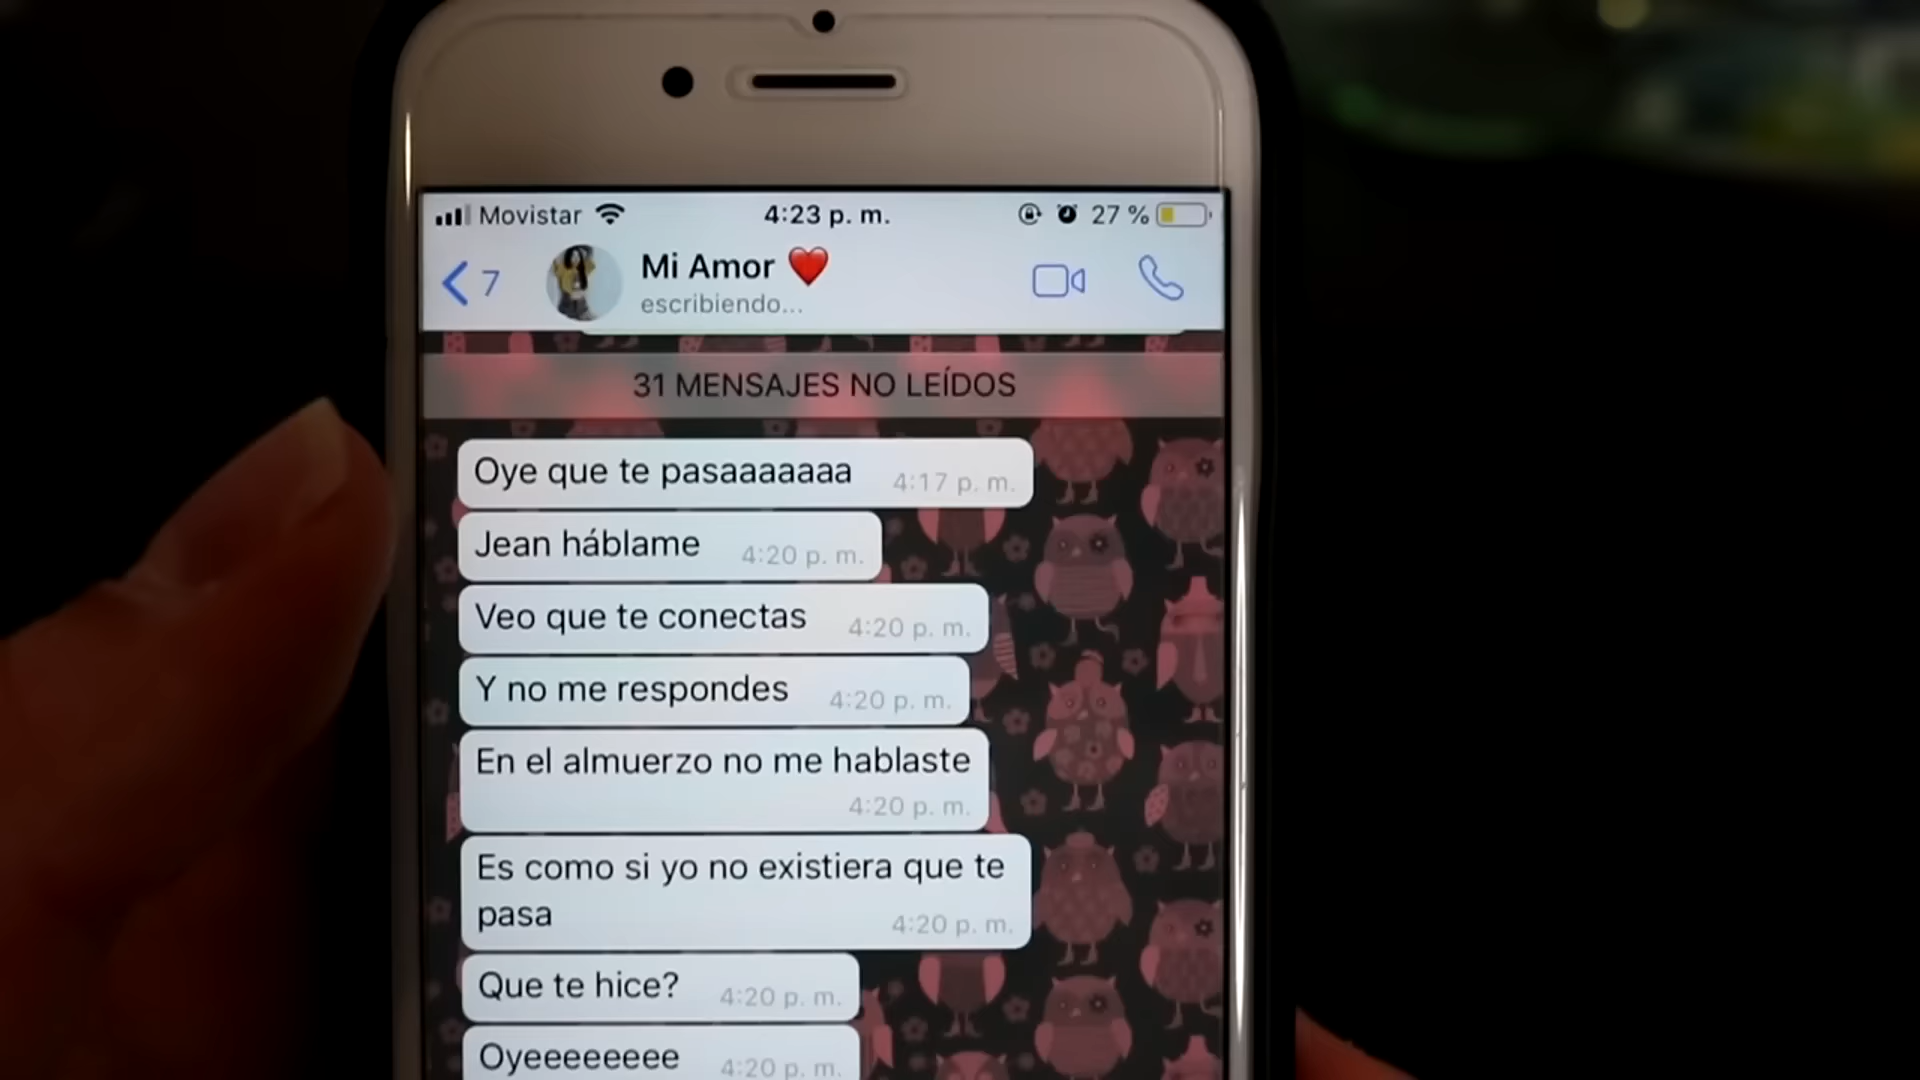 Movistar 4:23 p. m. 27 %
7 Mi Amor ❤️
escribiendo...
31 MENSAJES NO LEÍDOS
Oye que te pasaaaaaaa 4:17 p. m.
Jean háblame 4:20 p. m.
Veo que te conectas 4:20 p. m.
Y no me respondes 4:20 p. m.
En el almuerzo no me hablaste
4:20 p. m.
Es como si yo no existiera que te
pasa 4:20 p. m.
Que te hice? 4:20 p. m.
Oyeeeeeeee 4:20 p. m.